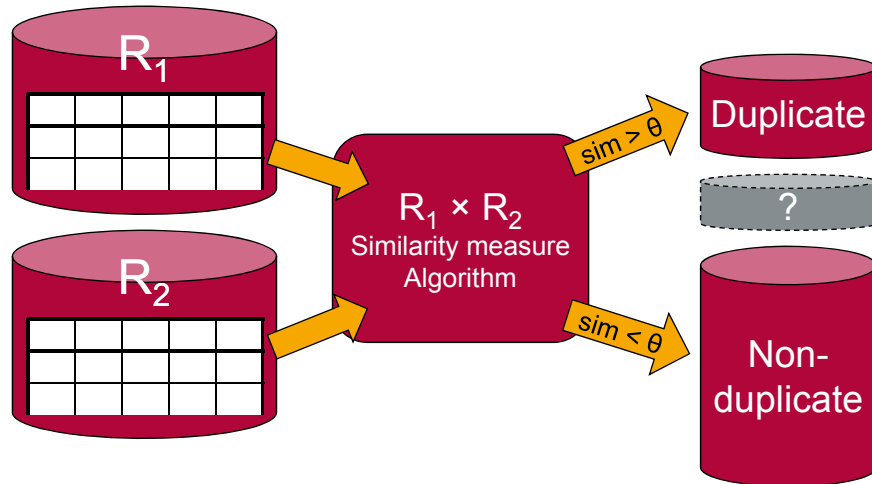 R₁
R₂
R₁ × R₂
Similarity measure
Algorithm
sim > θ
sim < θ
Duplicate
?
Non-
duplicate